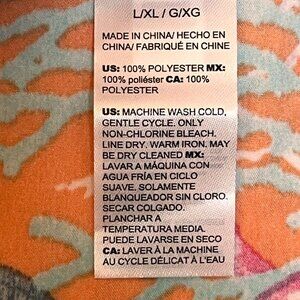 L/XL / G/XG
MADE IN CHINA/ HECHO EN
CHINA/ FABRIQUÉ EN CHINE
US: 100% POLYESTER MX:
100% poliéster CA: 100%
POLYESTER
US: MACHINE WASH COLD,
GENTLE CYCLE. ONLY
NON-CHLORINE BLEACH.
LINE DRY. WARM IRON. MAY
BE DRY CLEANED MX:
LAVAR A MÁQUINA CON
AGUA FRÍA EN CICLO
SUAVE. SOLAMENTE
BLANQUEADOR SIN CLORO.
SECAR COLGADO.
PLANCHAR A
TEMPERATURA MEDIA.
PUEDE LAVARSE EN SECO
CA: LAVER À LA MACHINE
AU CYCLE DÉLICAT À L'EAU